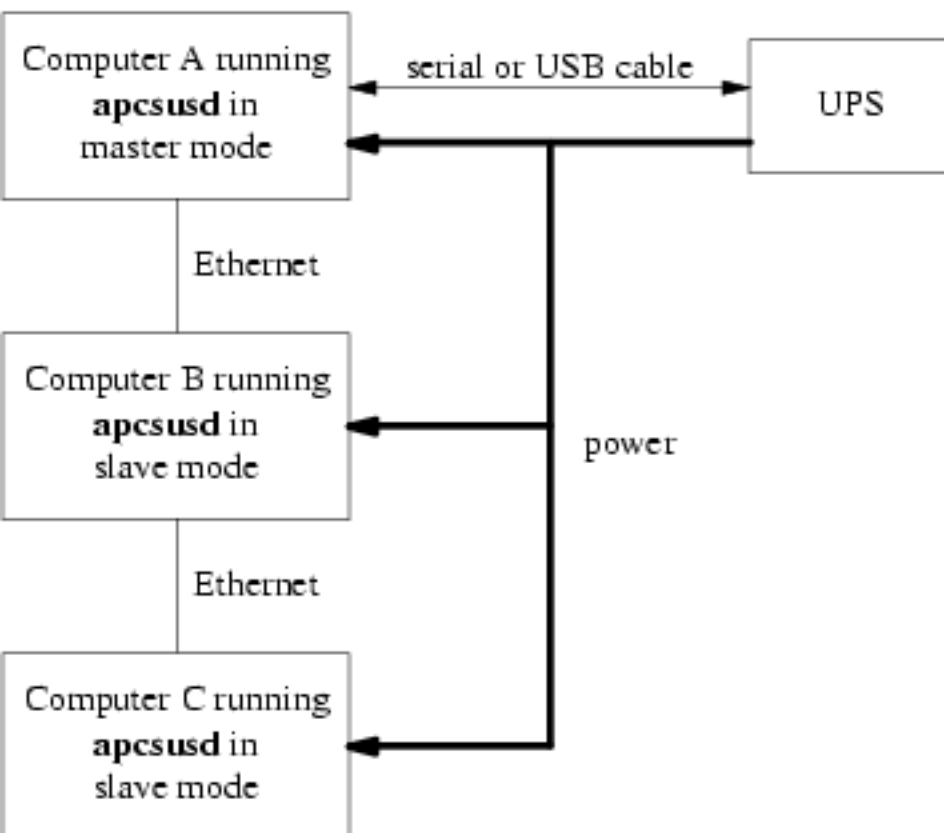 Computer A running
apcsusd in
master mode
serial or USB cable
UPS
Ethernet
Computer B running
apcsusd in
slave mode
power
Ethernet
Computer C running
apcsusd in
slave mode